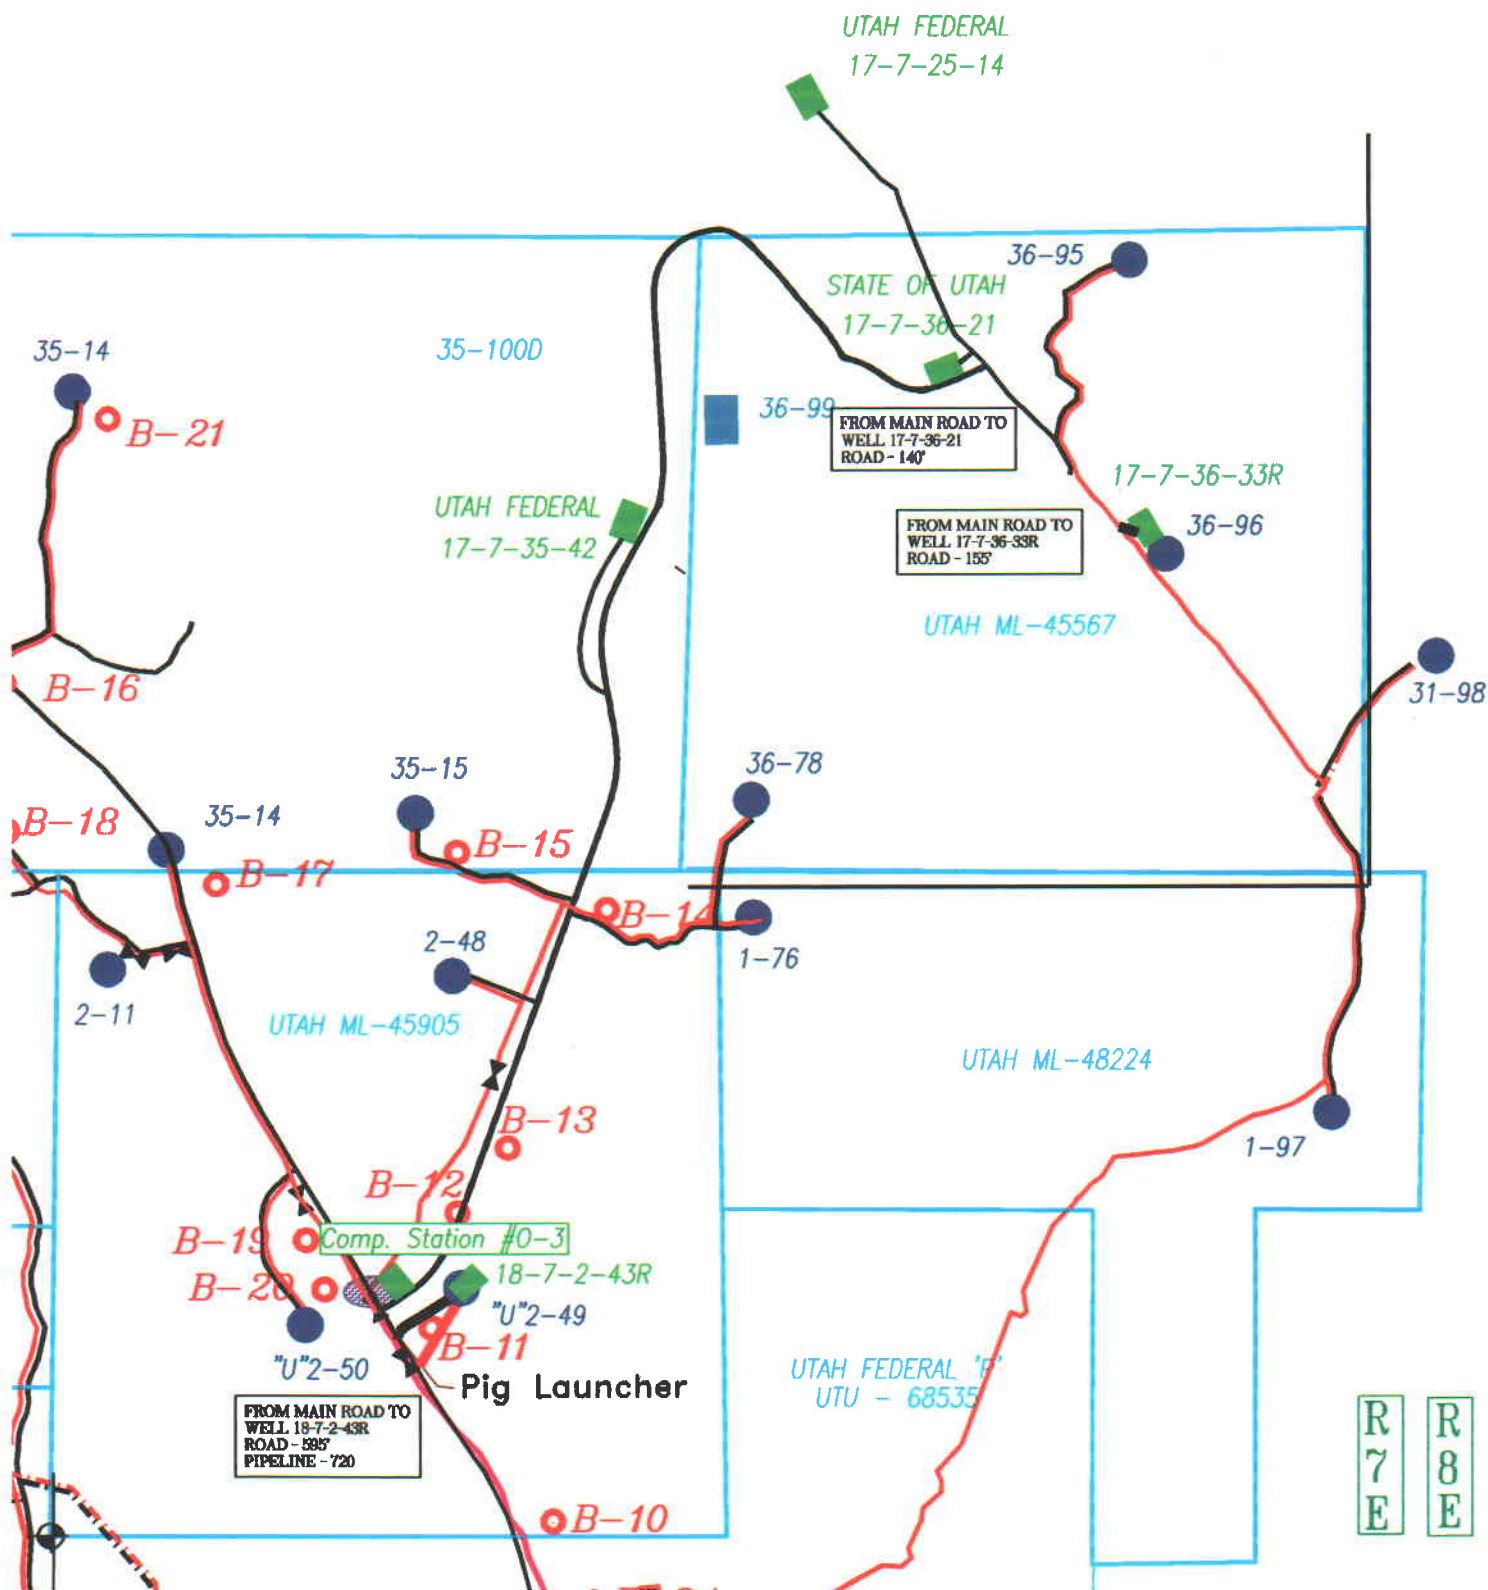 UTAH FEDERAL
17-7-25-14
36-95
STATE OF UTAH
17-7-36-21
35-14
35-100D
36-99
B-21
FROM MAIN ROAD TO
WELL 17-7-36-21
ROAD - 140'
17-7-36-33R
UTAH FEDERAL
17-7-35-42
36-96
FROM MAIN ROAD TO
WELL 17-7-36-33R
ROAD - 155'
UTAH ML-45567
B-16
31-98
35-15
36-78
B-18
35-14
B-15
B-17
B-14
2-48
1-76
2-11
UTAH ML-45905
UTAH ML-48224
B-13
1-97
B-12
B-19
Comp. Station #0-3
B-20
18-7-2-43R
"U"2-49
B-11
"U"2-50
Pig Launcher
UTAH FEDERAL 'P'
UTU - 68535
FROM MAIN ROAD TO
WELL 18-7-2-43R
ROAD - 595'
PIPELINE - 720
R7E
R8E
B-10